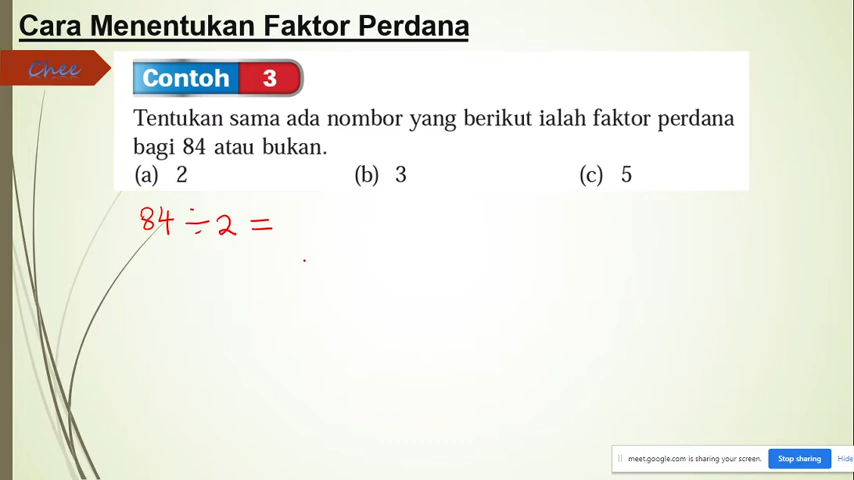 Cara Menentukan Faktor Perdana
Chee
Contoh 3
Tentukan sama ada nombor yang berikut ialah faktor perdana
bagi 84 atau bukan.
(a) 2 (b) 3 (c) 5
84 ÷ 2 =
meet.google.com is sharing your screen. Stop sharing Hide